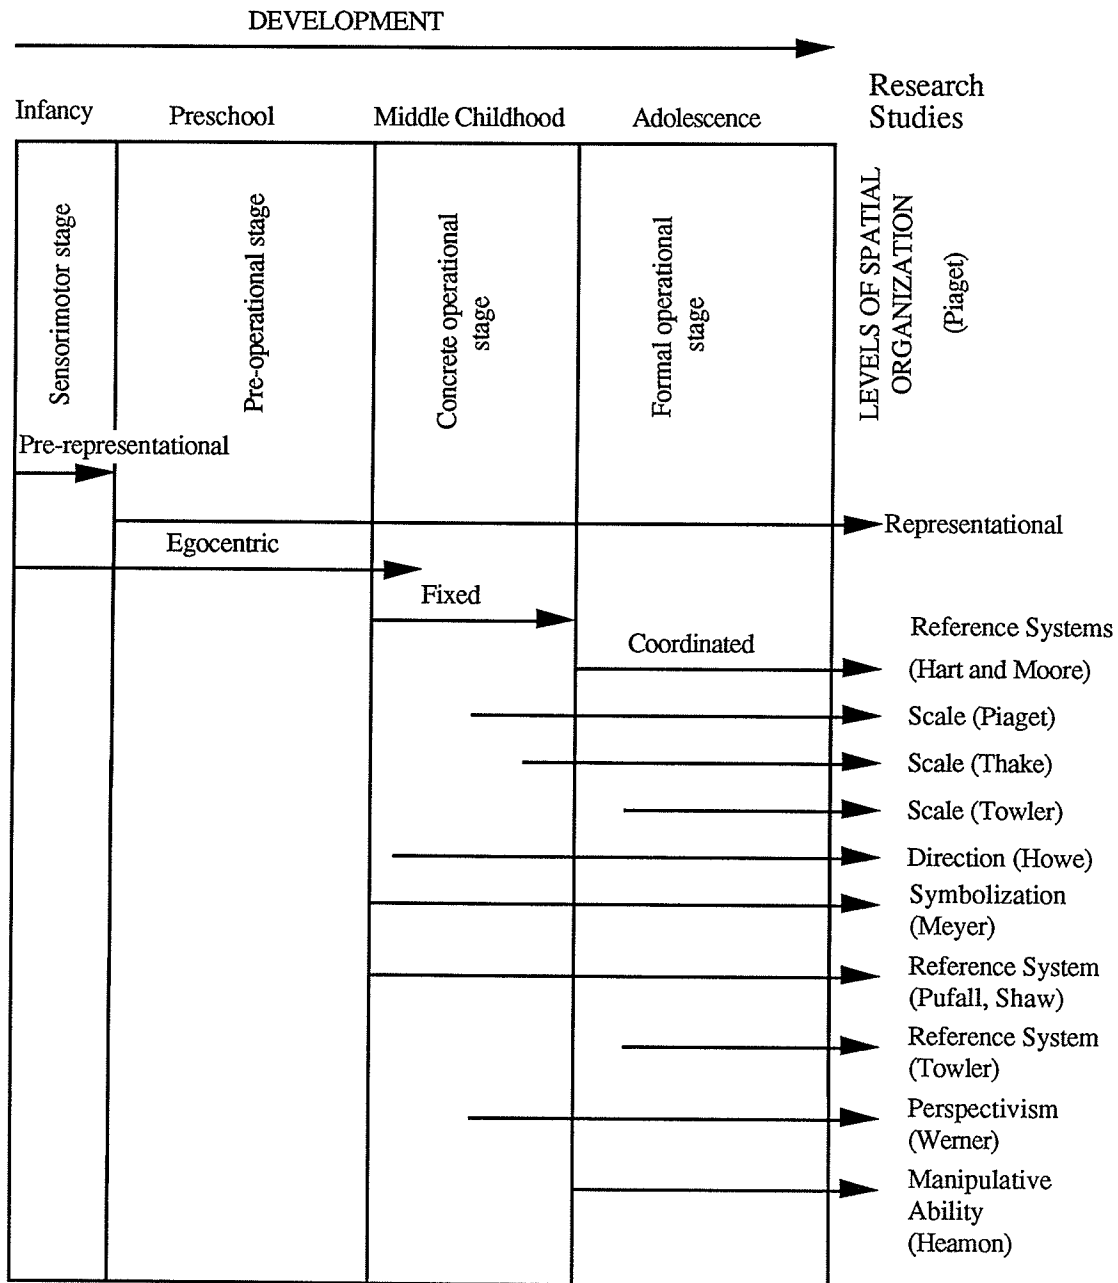 DEVELOPMENT
Research
Studies
Infancy
Preschool
Middle Childhood
Adolescence
Sensorimotor stage
Pre-operational stage
Concrete operational
stage
Formal operational
stage
LEVELS OF SPATIAL
ORGANIZATION
(Piaget)
Pre-representational
Representational
Egocentric
Fixed
Coordinated
Reference Systems
(Hart and Moore)
Scale (Piaget)
Scale (Thake)
Scale (Towler)
Direction (Howe)
Symbolization
(Meyer)
Reference System
(Pufall, Shaw)
Reference System
(Towler)
Perspectivism
(Werner)
Manipulative
Ability
(Heamon)